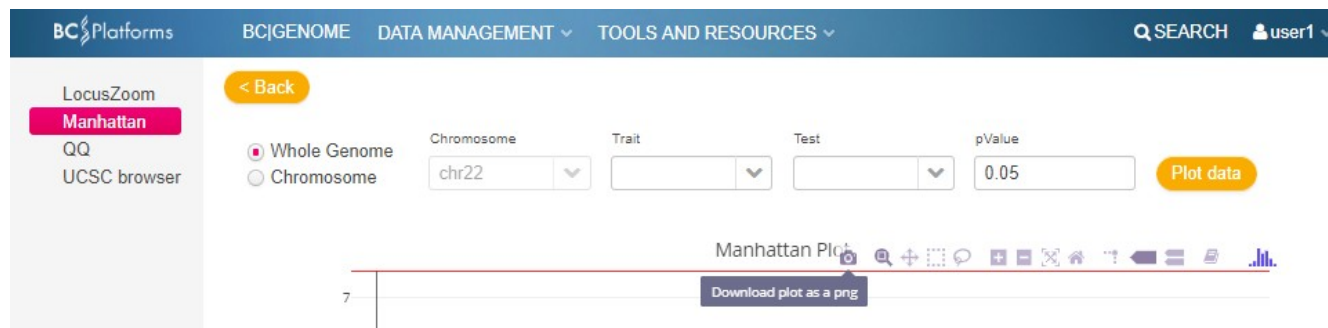 BC Platforms BC|GENOME DATA MANAGEMENT TOOLS AND RESOURCES SEARCH user1
LocusZoom
Manhattan
QQ
UCSC browser
< Back
Whole Genome
Chromosome
Chromosome
chr22
Trait
Test
pValue
0.05
Plot data
Manhattan Plot
Download plot as a png
7